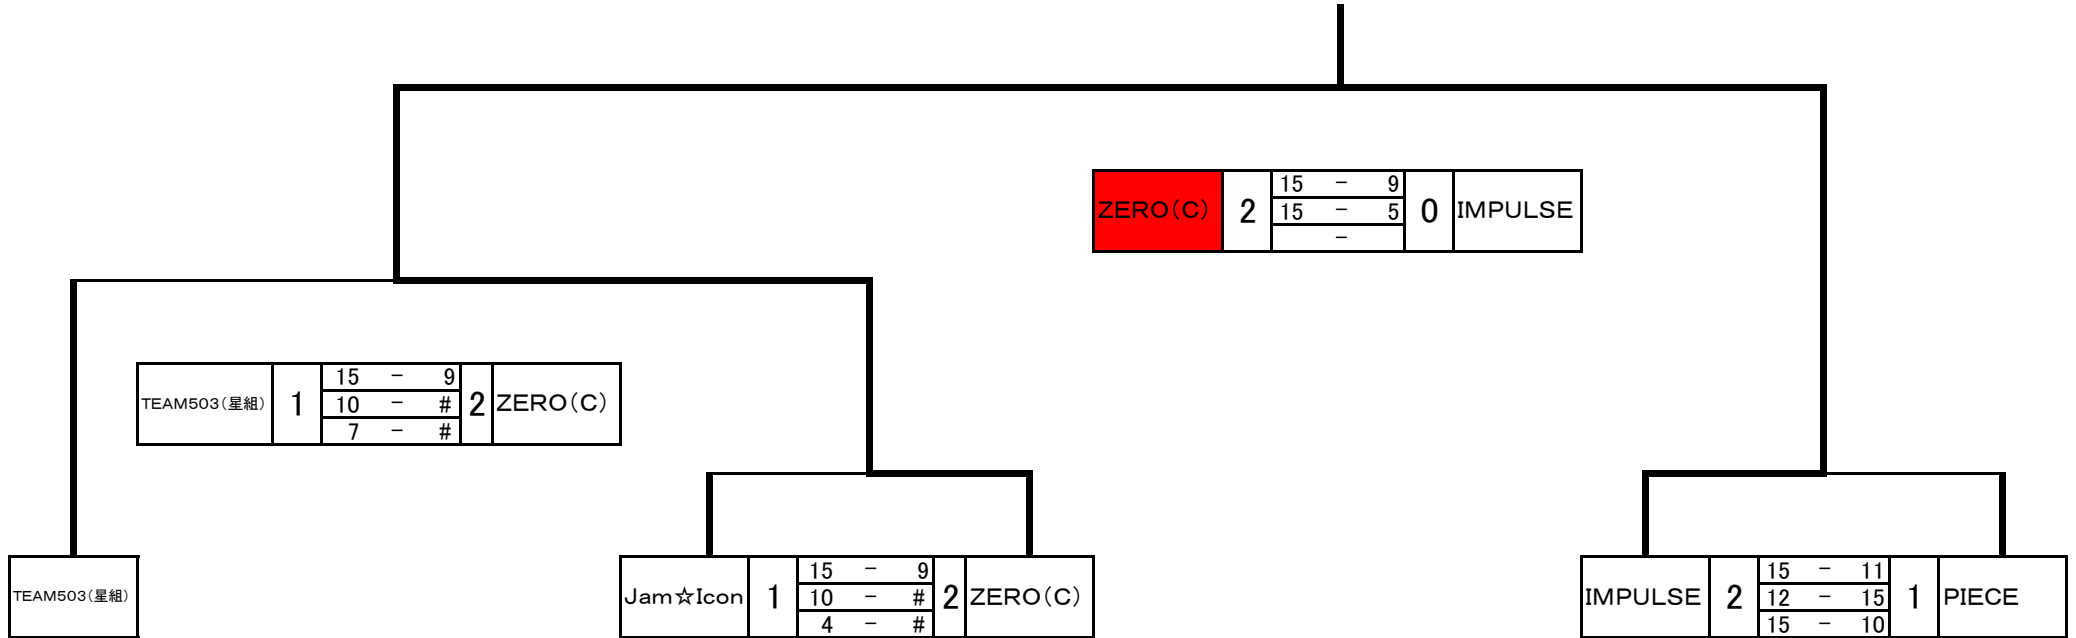 ZERO(C) 2 15 - 9 0 IMPULSE
15 - 5
-
TEAM503(星組) 1 15 - 9 2 ZERO(C)
10 - #
7 - #
TEAM503(星組)
Jam☆Icon 1 15 - 9 2 ZERO(C)
10 - #
4 - #
IMPULSE 2 15 - 11 1 PIECE
12 - 15
15 - 10